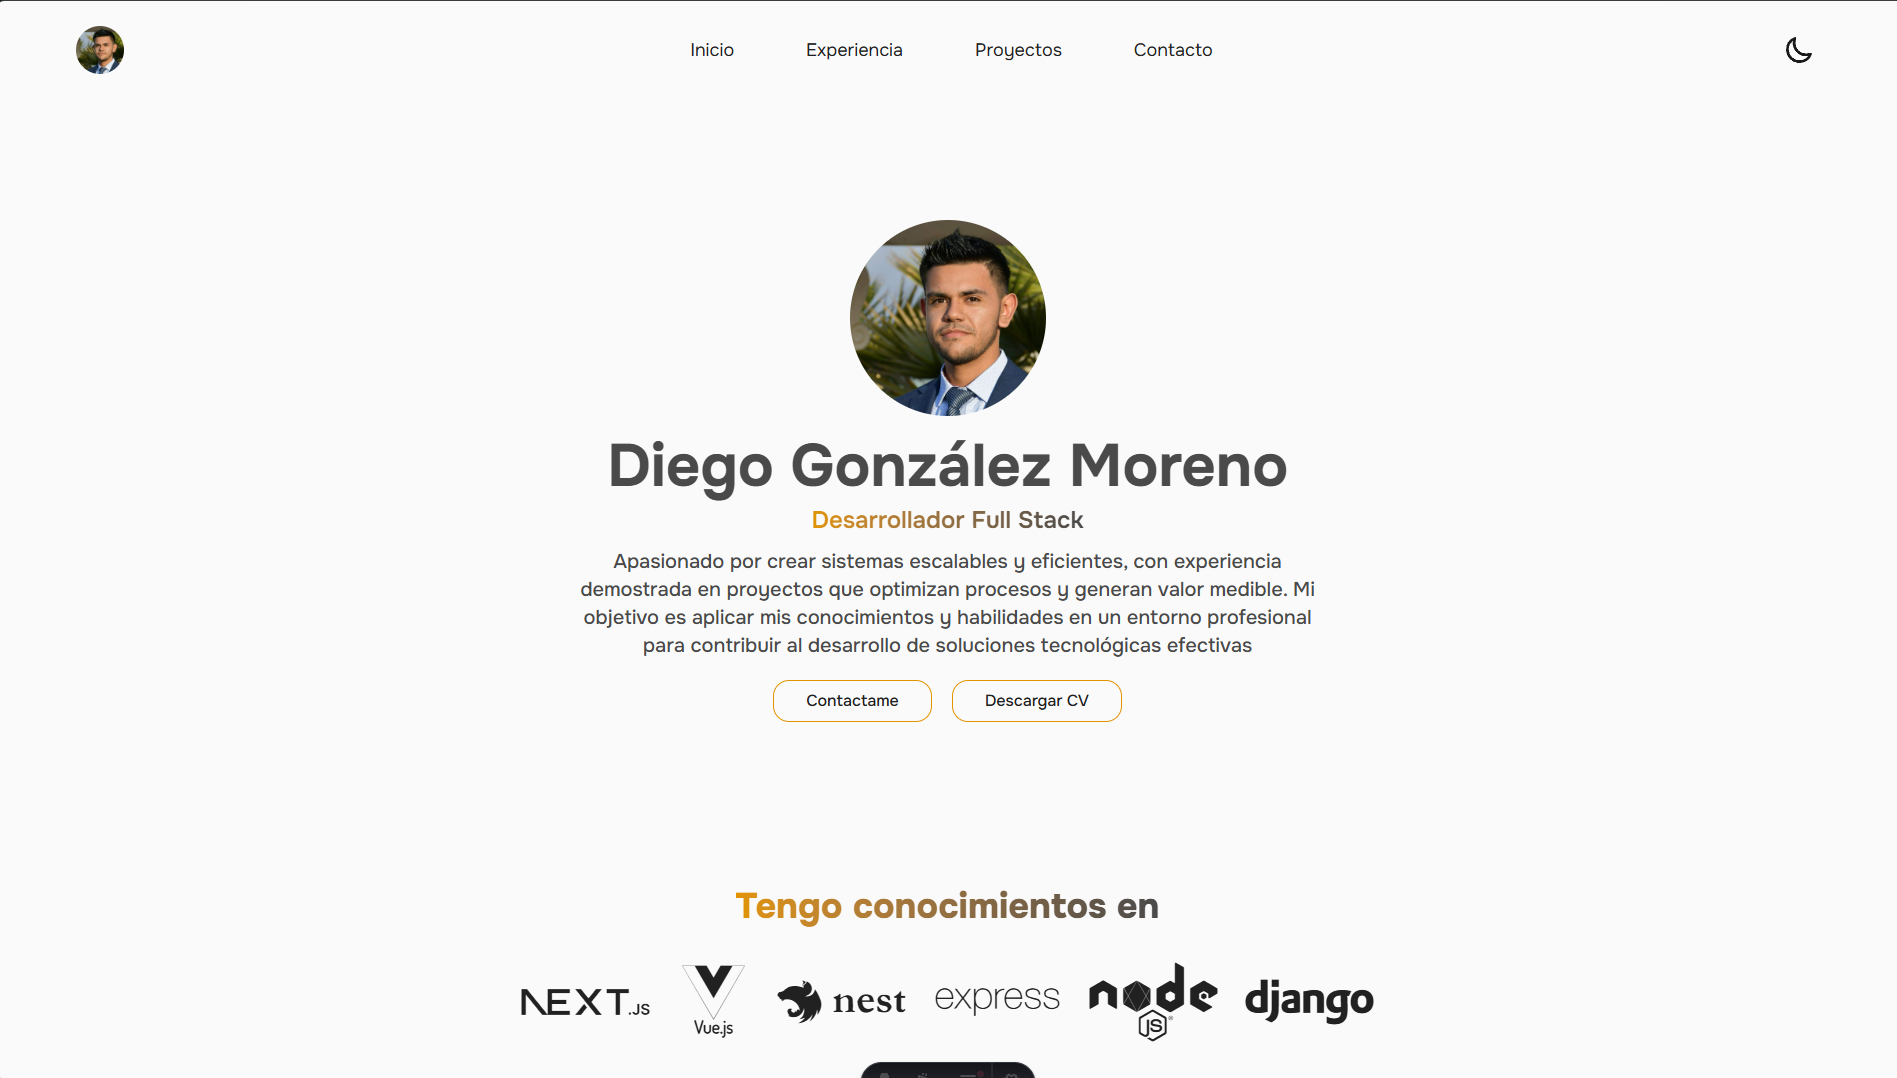 Inicio Experiencia Proyectos Contacto
Diego González Moreno
Desarrollador Full Stack
Apasionado por crear sistemas escalables y eficientes, con experiencia
demostrada en proyectos que optimizan procesos y generan valor medible. Mi
objetivo es aplicar mis conocimientos y habilidades en un entorno profesional
para contribuir al desarrollo de soluciones tecnológicas efectivas
Contactame Descargar CV
Tengo conocimientos en
NEXT.JS Vue.js nest express node JS django